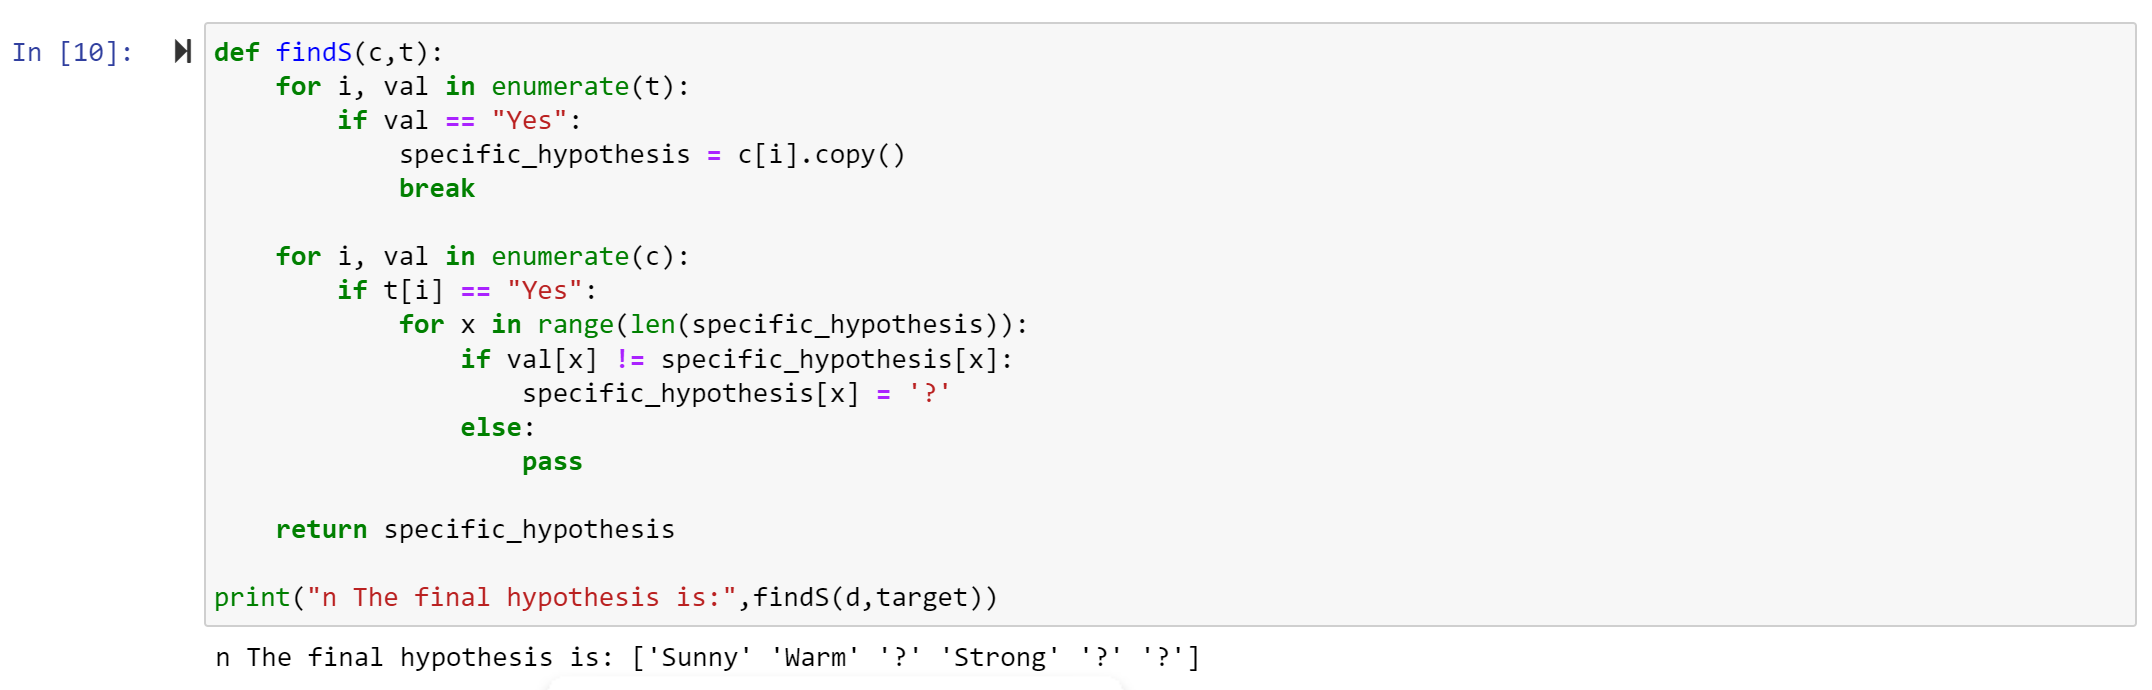 In [10]: def findS(c,t):
    for i, val in enumerate(t):
        if val == "Yes":
            specific_hypothesis = c[i].copy()
            break

    for i, val in enumerate(c):
        if t[i] == "Yes":
            for x in range(len(specific_hypothesis)):
                if val[x] != specific_hypothesis[x]:
                    specific_hypothesis[x] = '?'
                else:
                    pass

    return specific_hypothesis

print("n The final hypothesis is:",findS(d,target))
n The final hypothesis is: ['Sunny' 'Warm' '?' 'Strong' '?' '?']